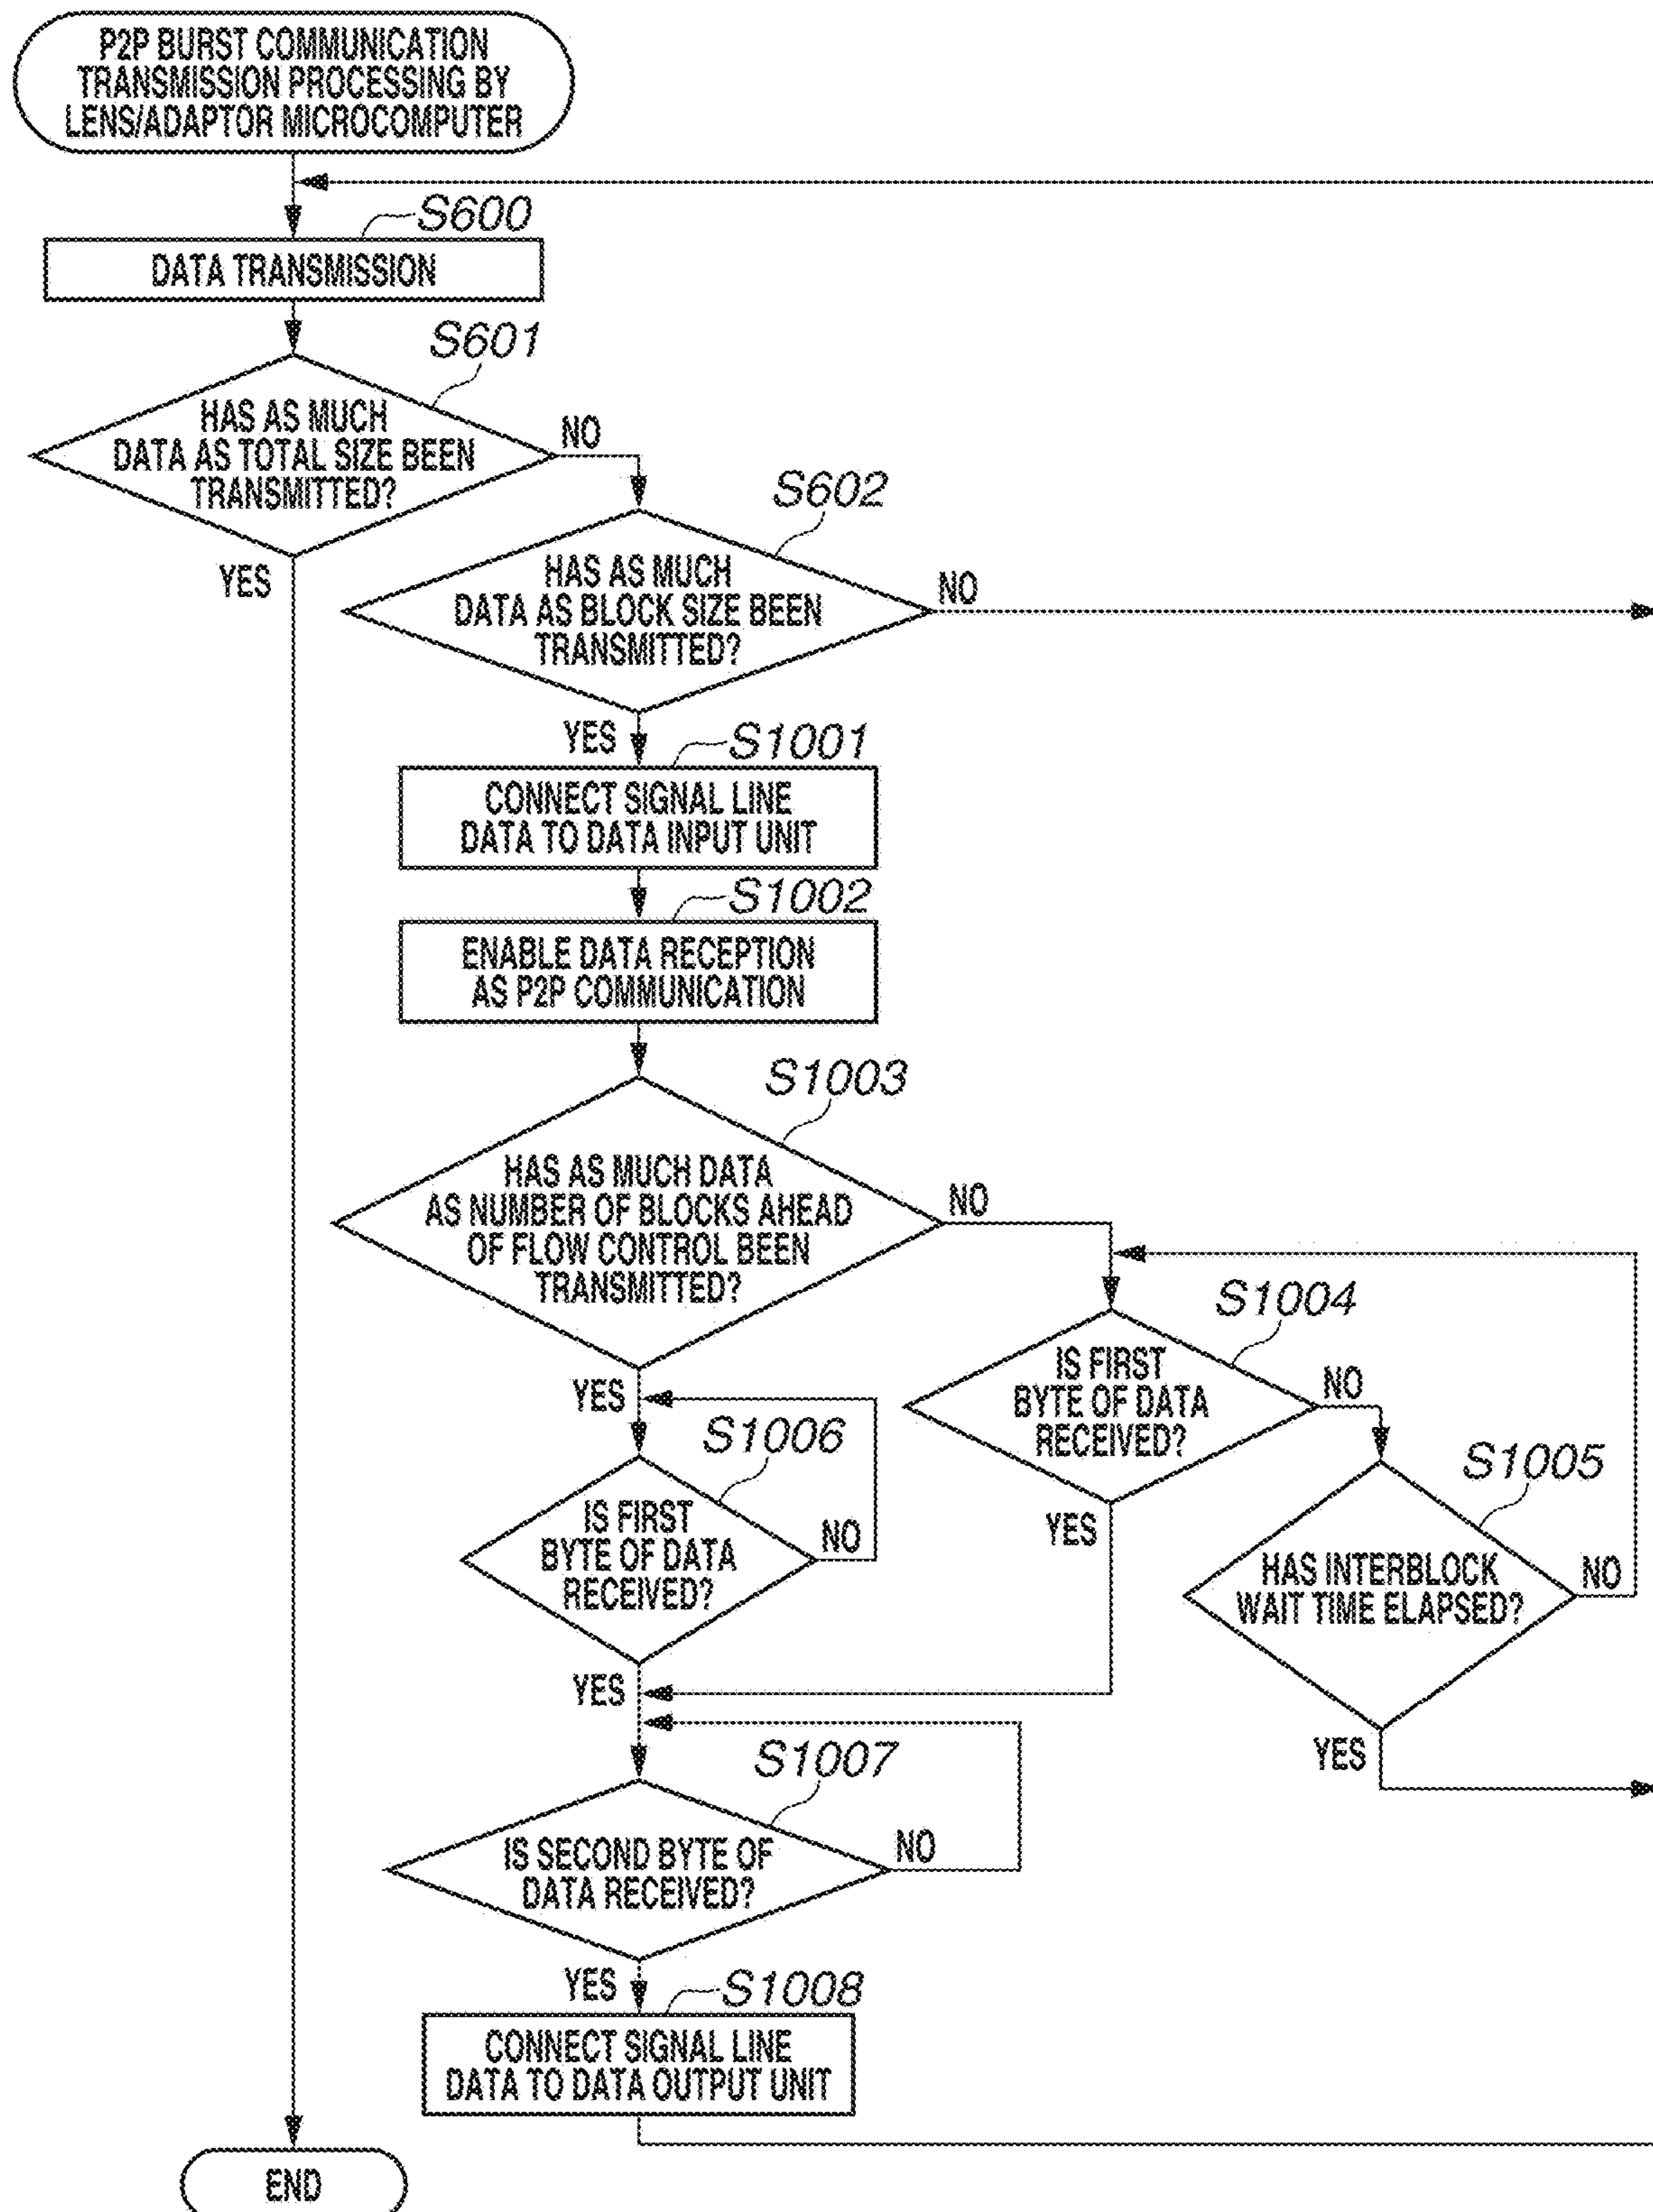 P2P BURST COMMUNICATION
TRANSMISSION PROCESSING BY
LENS/ADAPTOR MICROCOMPUTER
S600
DATA TRANSMISSION
S601
HAS AS MUCH
DATA AS TOTAL SIZE BEEN
TRANSMITTED?
NO
YES
S602
HAS AS MUCH
DATA AS BLOCK SIZE BEEN
TRANSMITTED?
NO
YES
S1001
CONNECT SIGNAL LINE
DATA TO DATA INPUT UNIT
S1002
ENABLE DATA RECEPTION
AS P2P COMMUNICATION
S1003
HAS AS MUCH DATA
AS NUMBER OF BLOCKS AHEAD
OF FLOW CONTROL BEEN
TRANSMITTED?
NO
YES
S1004
IS FIRST
BYTE OF DATA
RECEIVED?
NO
YES
S1005
HAS INTERBLOCK
WAIT TIME ELAPSED?
NO
YES
S1006
IS FIRST
BYTE OF DATA
RECEIVED?
NO
YES
S1007
IS SECOND BYTE OF
DATA RECEIVED?
NO
YES
S1008
CONNECT SIGNAL LINE
DATA TO DATA OUTPUT UNIT
END